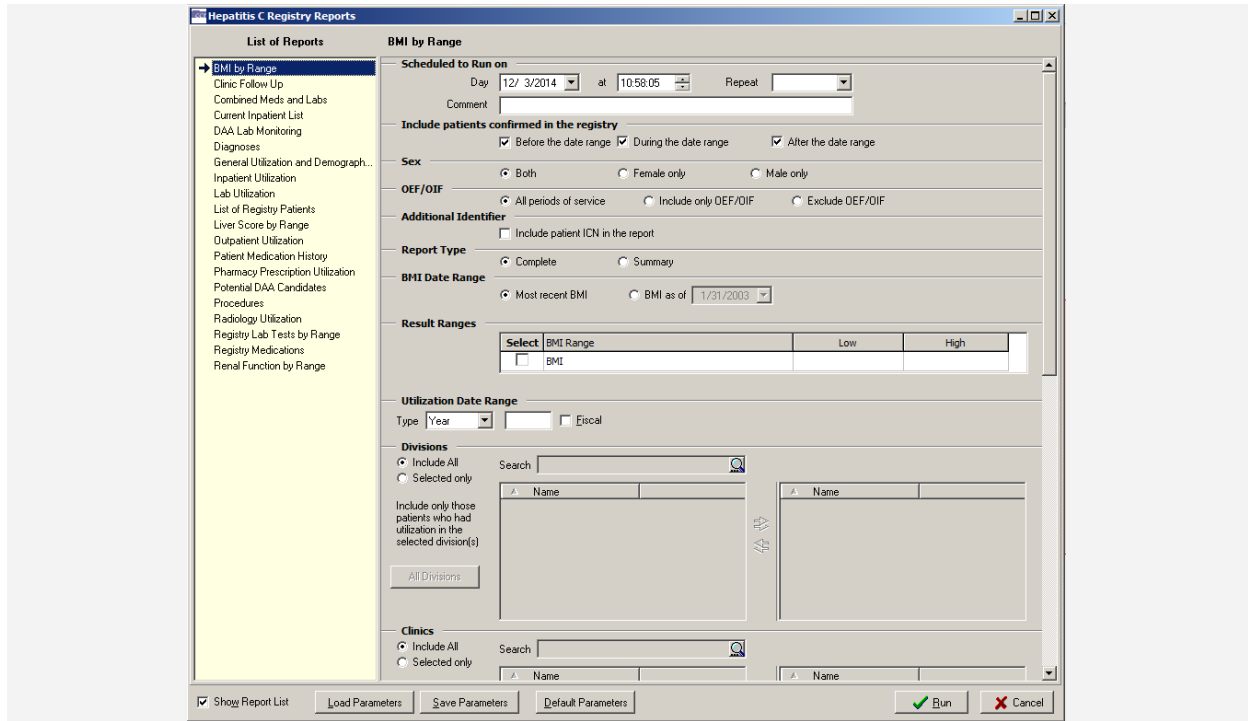 Hepatitis C Registry Reports
List of Reports
BMI by Range
BMI by Range
Clinic Follow Up
Combined Meds and Labs
Current Inpatient List
DAA Lab Monitoring
Diagnoses
General Utilization and Demograph...
Inpatient Utilization
Lab Utilization
List of Registry Patients
Liver Score by Range
Outpatient Utilization
Patient Medication History
Pharmacy Prescription Utilization
Potential DAA Candidates
Procedures
Radiology Utilization
Registry Lab Tests by Range
Registry Medications
Renal Function by Range
Scheduled to Run on
Day 12/ 3/2014 at 10:58:05 Repeat
Comment
Include patients confirmed in the registry
Before the date range During the date range After the date range
Sex
Both Female only Male only
OEF/OIF
All periods of service Include only OEF/OIF Exclude OEF/OIF
Additional Identifier
Include patient ICN in the report
Report Type
Complete Summary
BMI Date Range
Most recent BMI BMI as of 1/31/2003
Result Ranges
Select BMI Range Low High
BMI
Utilization Date Range
Type Year Fiscal
Divisions
Include All Search
Selected only
Name Name
Include only those
patients who had
utilization in the
selected division(s)
All Divisions
Clinics
Include All Search
Selected only
Name Name
Show Report List Load Parameters Save Parameters Default Parameters Run Cancel